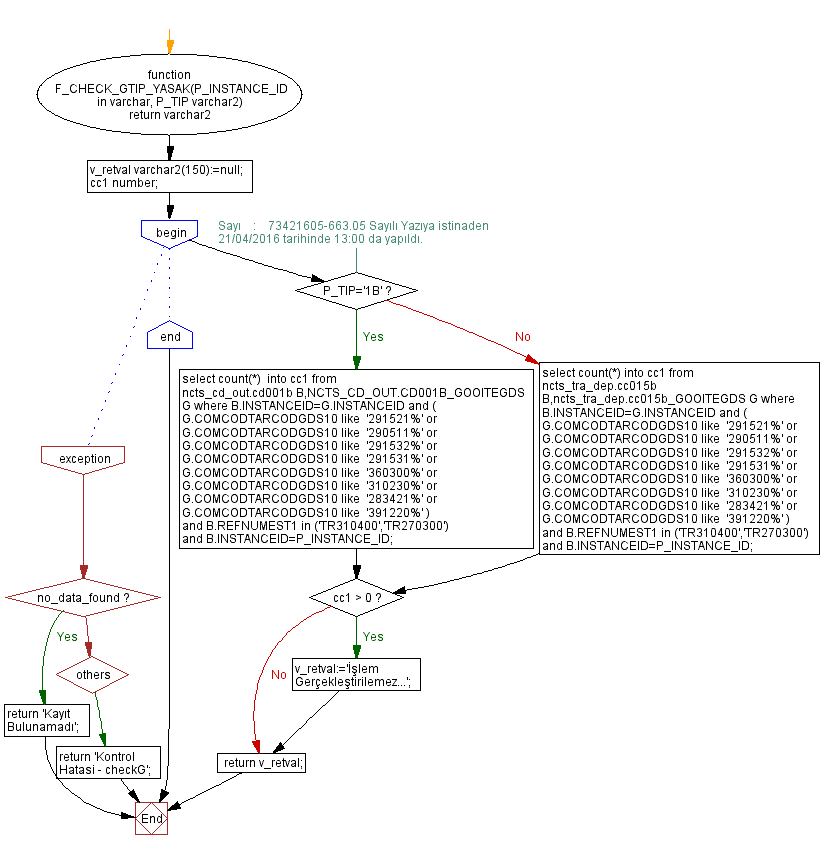 function
F_CHECK_GTIP_YASAK(P_INSTANCE_ID
in varchar, P_TIP varchar2)
return varchar2
v_retval varchar2(150):=null;
cc1 number;
begin
Sayı : 73421605-663.05 Sayılı Yazıya istinaden
21/04/2016 tarihinde 13:00 da yapıldı.
P_TIP='1B' ?
end
Yes
No
select count(*) into cc1 from
ncts_cd_out.cd001b B,NCTS_CD_OUT.CD001B_GOOITEGDS
G where B.INSTANCEID=G.INSTANCEID and (
G.COMCODTARCODGDS10 like '291521%' or
G.COMCODTARCODGDS10 like '290511%' or
G.COMCODTARCODGDS10 like '291532%' or
G.COMCODTARCODGDS10 like '291531%' or
G.COMCODTARCODGDS10 like '360300%' or
G.COMCODTARCODGDS10 like '310230%' or
G.COMCODTARCODGDS10 like '283421%' or
G.COMCODTARCODGDS10 like '391220%' )
and B.REFNUMEST1 in ('TR310400','TR270300')
and B.INSTANCEID=P_INSTANCE_ID;
select count(*) into cc1 from
ncts_tra_dep.cc015b
B,ncts_tra_dep.cc015b_GOOITEGDS G where
B.INSTANCEID=G.INSTANCEID and (
G.COMCODTARCODGDS10 like '291521%' or
G.COMCODTARCODGDS10 like '290511%' or
G.COMCODTARCODGDS10 like '291532%' or
G.COMCODTARCODGDS10 like '291531%' or
G.COMCODTARCODGDS10 like '360300%' or
G.COMCODTARCODGDS10 like '310230%' or
G.COMCODTARCODGDS10 like '283421%' or
G.COMCODTARCODGDS10 like '391220%' )
and B.REFNUMEST1 in ('TR310400','TR270300')
and B.INSTANCEID=P_INSTANCE_ID;
exception
no_data_found ?
cc1 > 0 ?
Yes
Yes
others
No
v_retval:='İşlem
Gerçekleştirilemez...';
return 'Kayıt
Bulunamadı';
return 'Kontrol
Hatasi - checkG';
return v_retval;
End